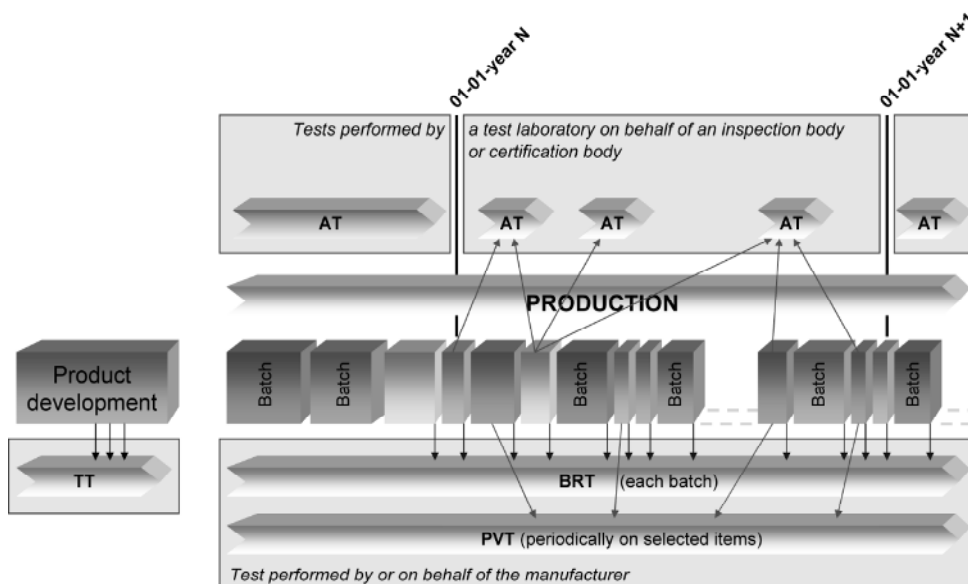 01-01-year N
01-01-year N+1
Tests performed by
a test laboratory on behalf of an inspection body
or certification body
AT
AT
AT
AT
AT
PRODUCTION
Product
development
Batch
Batch
Batch
Batch
Batch
Batch
TT
BRT (each batch)
PVT (periodically on selected items)
Test performed by or on behalf of the manufacturer